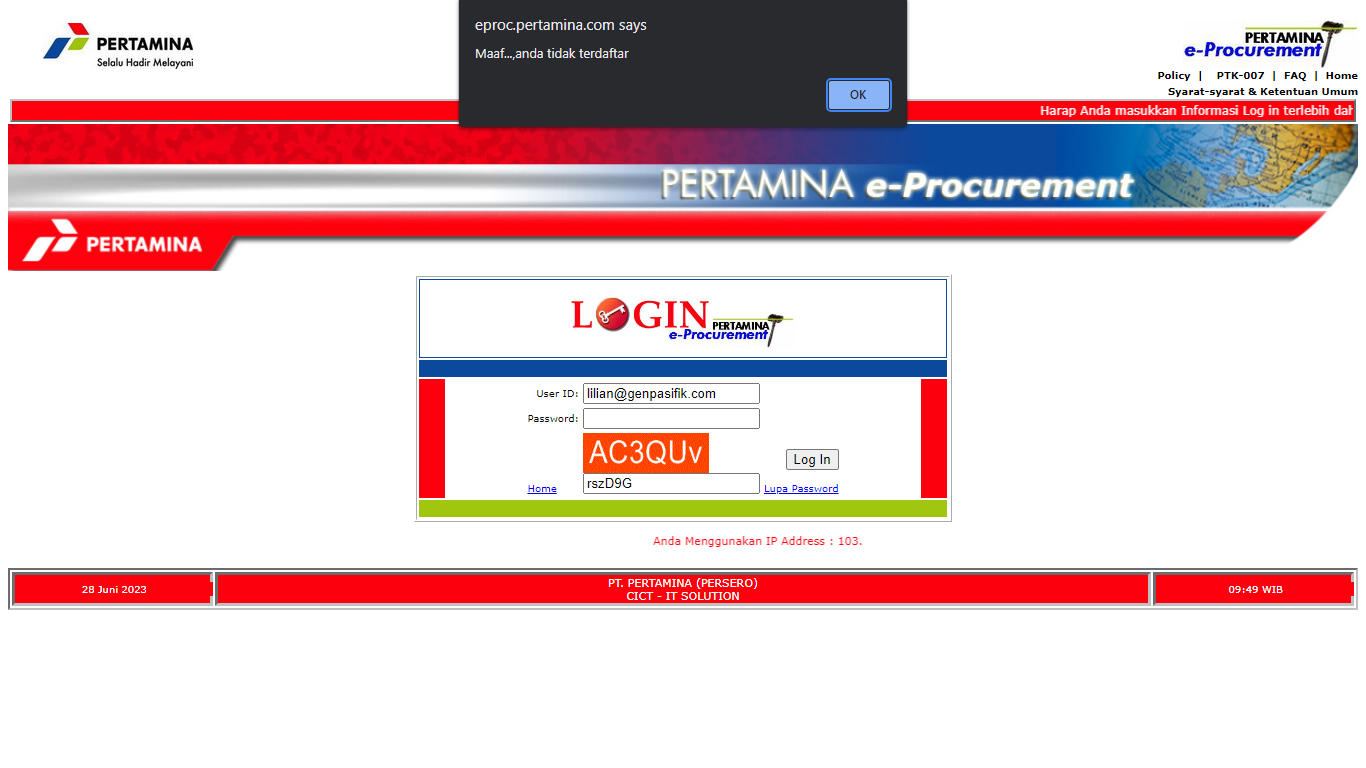 eproc.pertamina.com says
Maaf...,anda tidak terdaftar
OK
PERTAMINA
Selalu Hadir Melayani
PERTAMINA
e-Procurement
Policy | PTK-007 | FAQ | Home
Syarat-syarat & Ketentuan Umum
Harap Anda masukkan Informasi Log in terlebih dah
PERTAMINA e-Procurement
PERTAMINA
LOGIN PERTAMINA
e-Procurement
User ID: lilian@genpasifik.com
Password:
AC3QUv
Log In
Home rszD9G Lupa Password
Anda Menggunakan IP Address : 103.
28 Juni 2023
PT. PERTAMINA (PERSERO)
CICT - IT SOLUTION
09:49 WIB